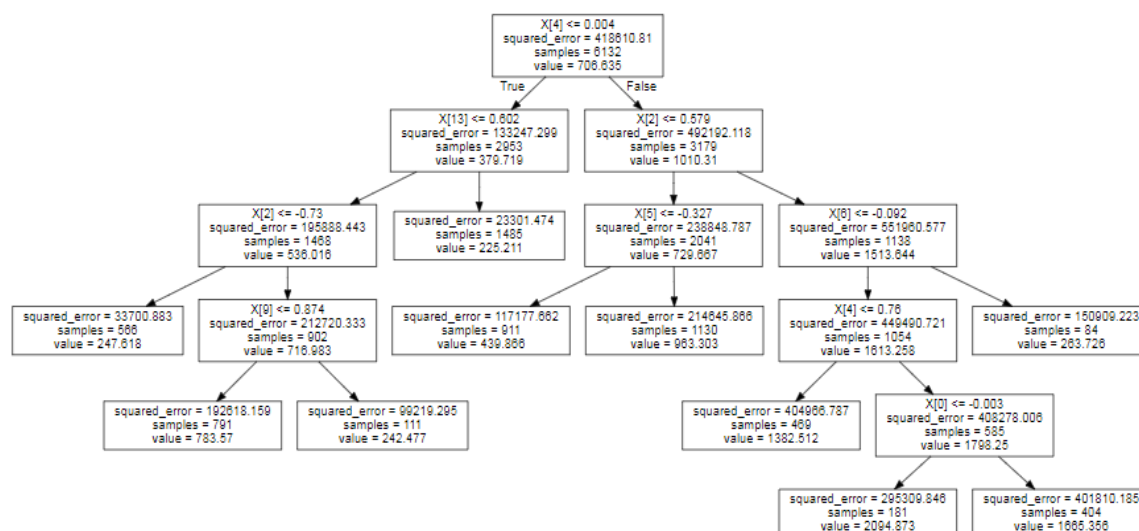 X[4] <= 0.004
squared_error = 418610.81
samples = 6132
value = 706.635
True
False
X[13] <= 0.602
squared_error = 133247.299
samples = 2953
value = 379.719
X[2] <= 0.579
squared_error = 492192.118
samples = 3179
value = 1010.31
X[2] <= -0.73
squared_error = 195888.443
samples = 1468
value = 536.016
squared_error = 23301.474
samples = 1485
value = 225.211
X[5] <= -0.327
squared_error = 238848.787
samples = 2041
value = 729.667
X[6] <= -0.092
squared_error = 551960.577
samples = 1138
value = 1513.644
squared_error = 33700.883
samples = 566
value = 247.618
X[9] <= 0.874
squared_error = 212720.333
samples = 902
value = 716.983
squared_error = 117177.662
samples = 911
value = 439.866
squared_error = 214645.866
samples = 1130
value = 963.303
X[4] <= 0.76
squared_error = 449490.721
samples = 1054
value = 1613.258
squared_error = 150909.223
samples = 84
value = 263.726
squared_error = 192618.159
samples = 791
value = 783.57
squared_error = 99219.295
samples = 111
value = 242.477
squared_error = 404966.787
samples = 469
value = 1382.512
X[0] <= -0.003
squared_error = 408278.006
samples = 585
value = 1798.25
squared_error = 295309.846
samples = 181
value = 2094.873
squared_error = 401810.185
samples = 404
value = 1665.356